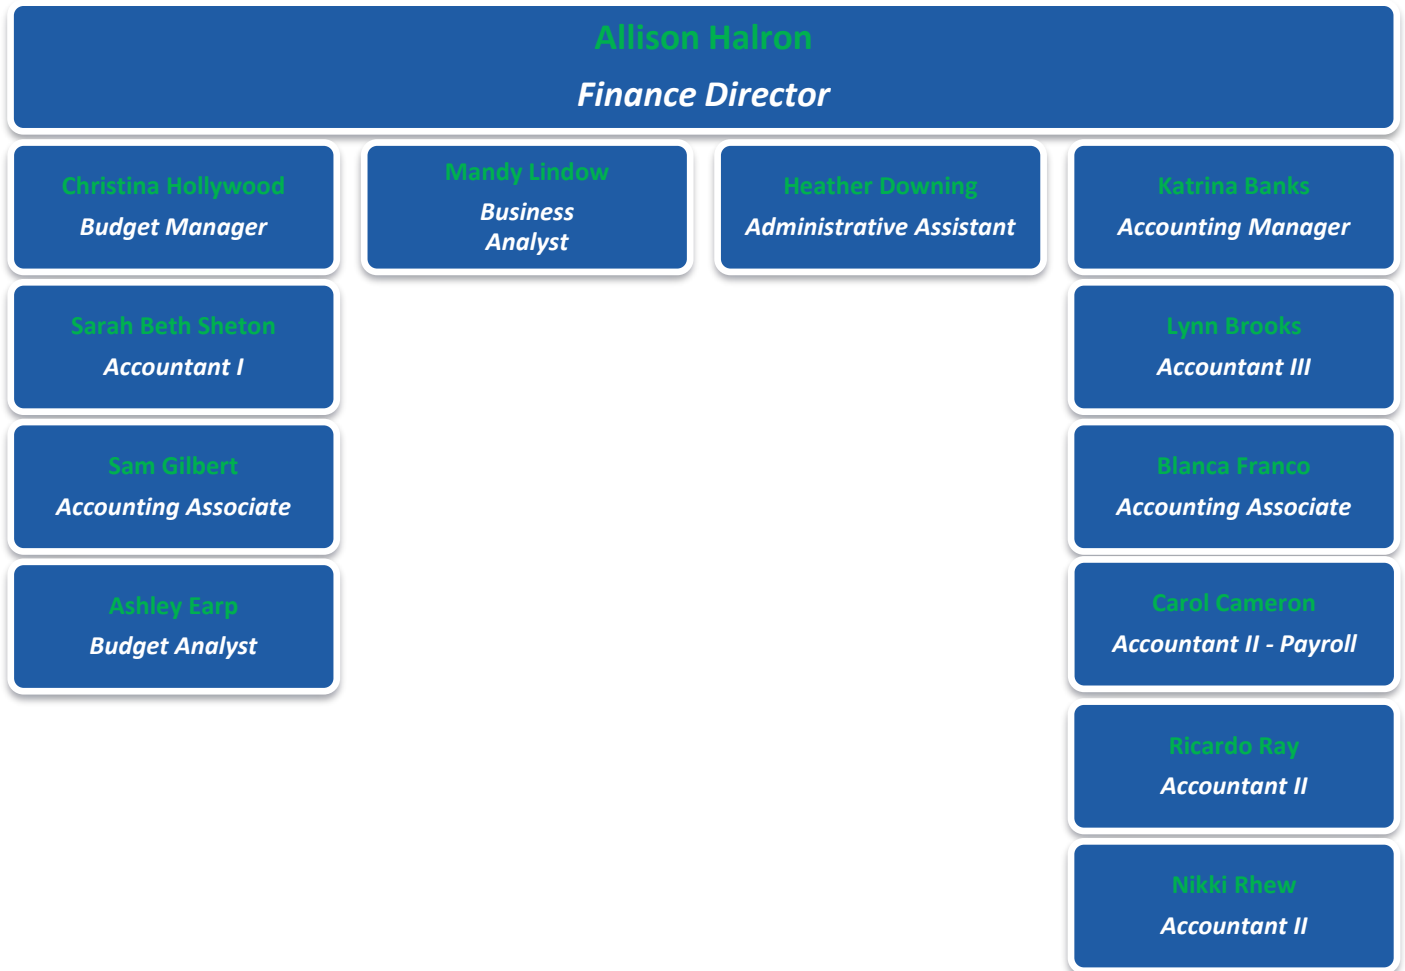 Allison Halron
Finance Director
Christina Hollywood
Budget Manager
Mandy Lindow
Business
Analyst
Heather Downing
Administrative Assistant
Katrina Banks
Accounting Manager
Sarah Beth Sheton
Accountant I
Lynn Brooks
Accountant III
Sam Gilbert
Accounting Associate
Blanca Franco
Accounting Associate
Ashley Earp
Budget Analyst
Carol Cameron
Accountant II - Payroll
Ricardo Ray
Accountant II
Nikki Rhew
Accountant II